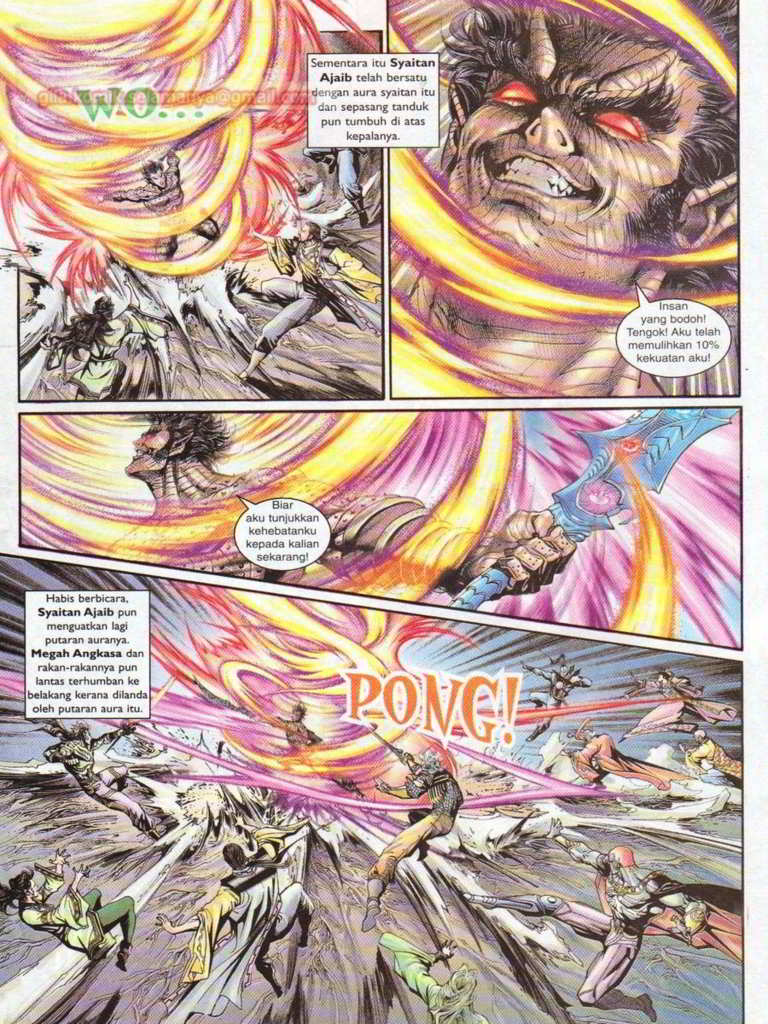 Sementara itu Syaitan
Ajaib telah bersatu
dengan aura syaitan itu
dan sepasang tanduk
pun tumbuh di atas
kepalanya.
WO...
Insan
yang bodoh!
Tengok! Aku telah
memulihkan 10%
kekuatan aku!
Biar
aku tunjukkan
kehebatanku
kepada kalian
sekarang!
Habis berbicara,
Syaitan Ajaib pun
menguatkan lagi
putaran auranya.
Megah Angkasa dan
rakan-rakannya pun
lantas terhumban ke
belakang kerana dilanda
oleh putaran aura itu.
PONG!